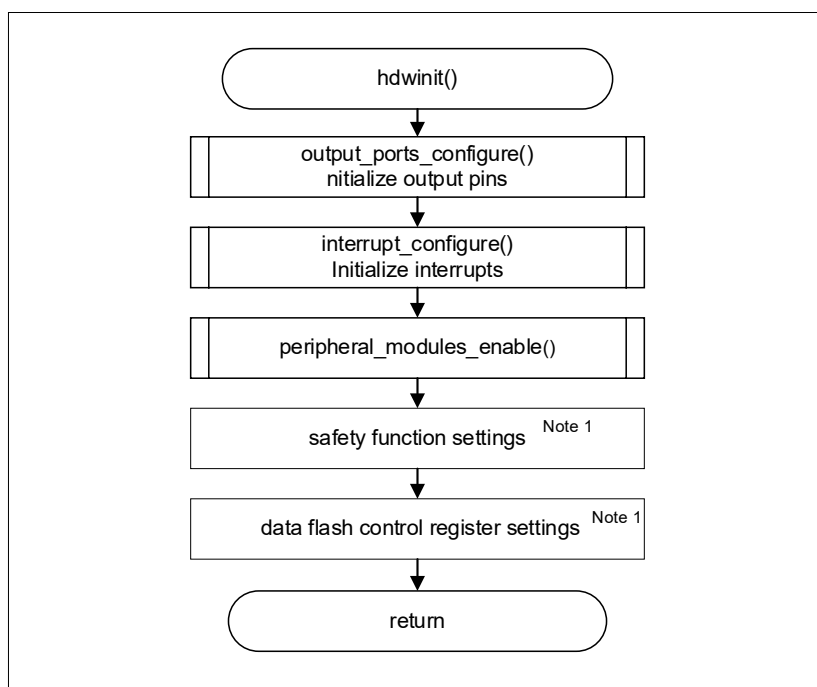 hdwinit()
output_ports_configure()
nitialize output pins
interrupt_configure()
Initialize interrupts
peripheral_modules_enable()
safety function settings Note 1
data flash control register settings Note 1
return